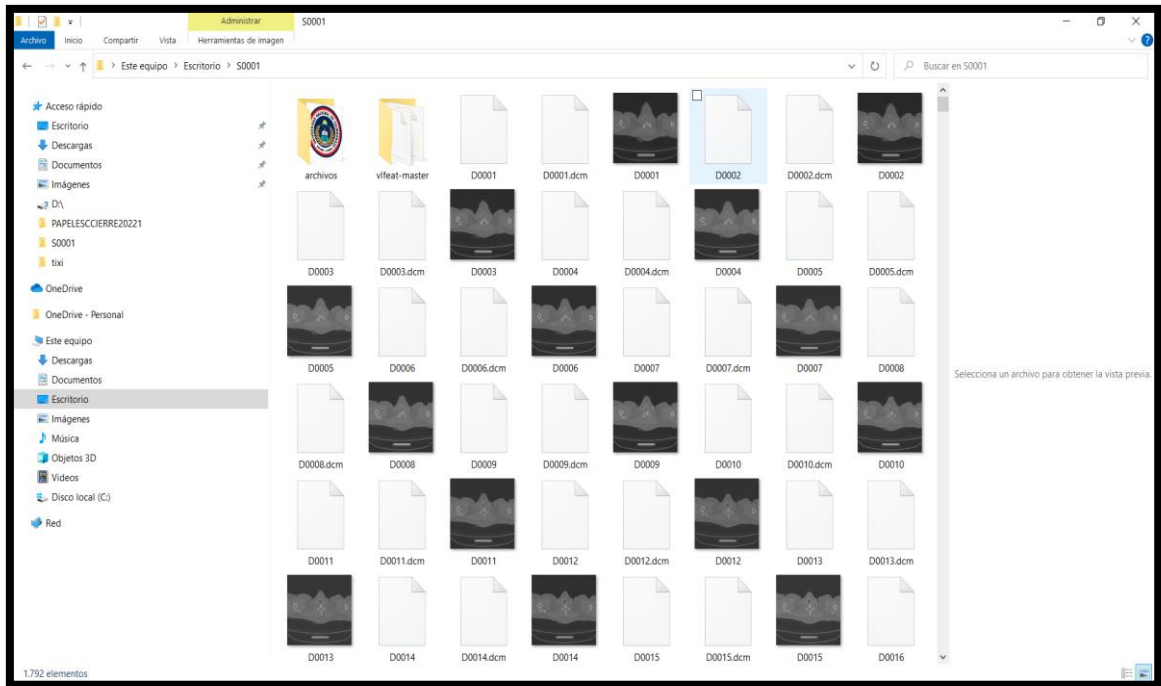 Administrar S0001
Archivo Inicio Compartir Vista Herramientas de imagen
Este equipo > Escritorio > S0001
Buscar en S0001
Acceso rápido
Escritorio
Descargas
Documentos
Imágenes
D:\
PAPELESCCIERRE20221
S0001
tixi
OneDrive
OneDrive - Personal
Este equipo
Descargas
Documentos
Escritorio
Imágenes
Música
Objetos 3D
Videos
Disco local (C:)
Red
archivos vlfeat-master D0001 D0001.dcm D0001 D0002 D0002.dcm D0002
D0003 D0003.dcm D0003 D0004 D0004.dcm D0004 D0005 D0005.dcm
D0005 D0006 D0006.dcm D0006 D0007 D0007.dcm D0007 D0008
D0008.dcm D0008 D0009 D0009.dcm D0009 D0010 D0010.dcm D0010
D0011 D0011.dcm D0011 D0012 D0012.dcm D0012 D0013 D0013.dcm
D0013 D0014 D0014.dcm D0014 D0015 D0015.dcm D0015 D0016
Selecciona un archivo para obtener la vista previa.
1.792 elementos